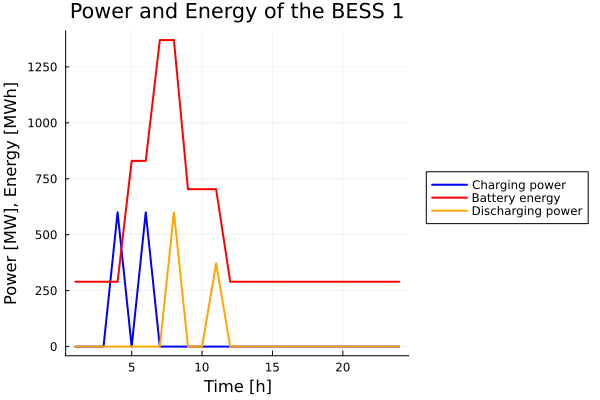 Power and Energy of the BESS 1
Power [MW], Energy [MWh]
1250
1000
750
500
250
0
5
10
15
20
Time [h]
Charging power
Battery energy
Discharging power